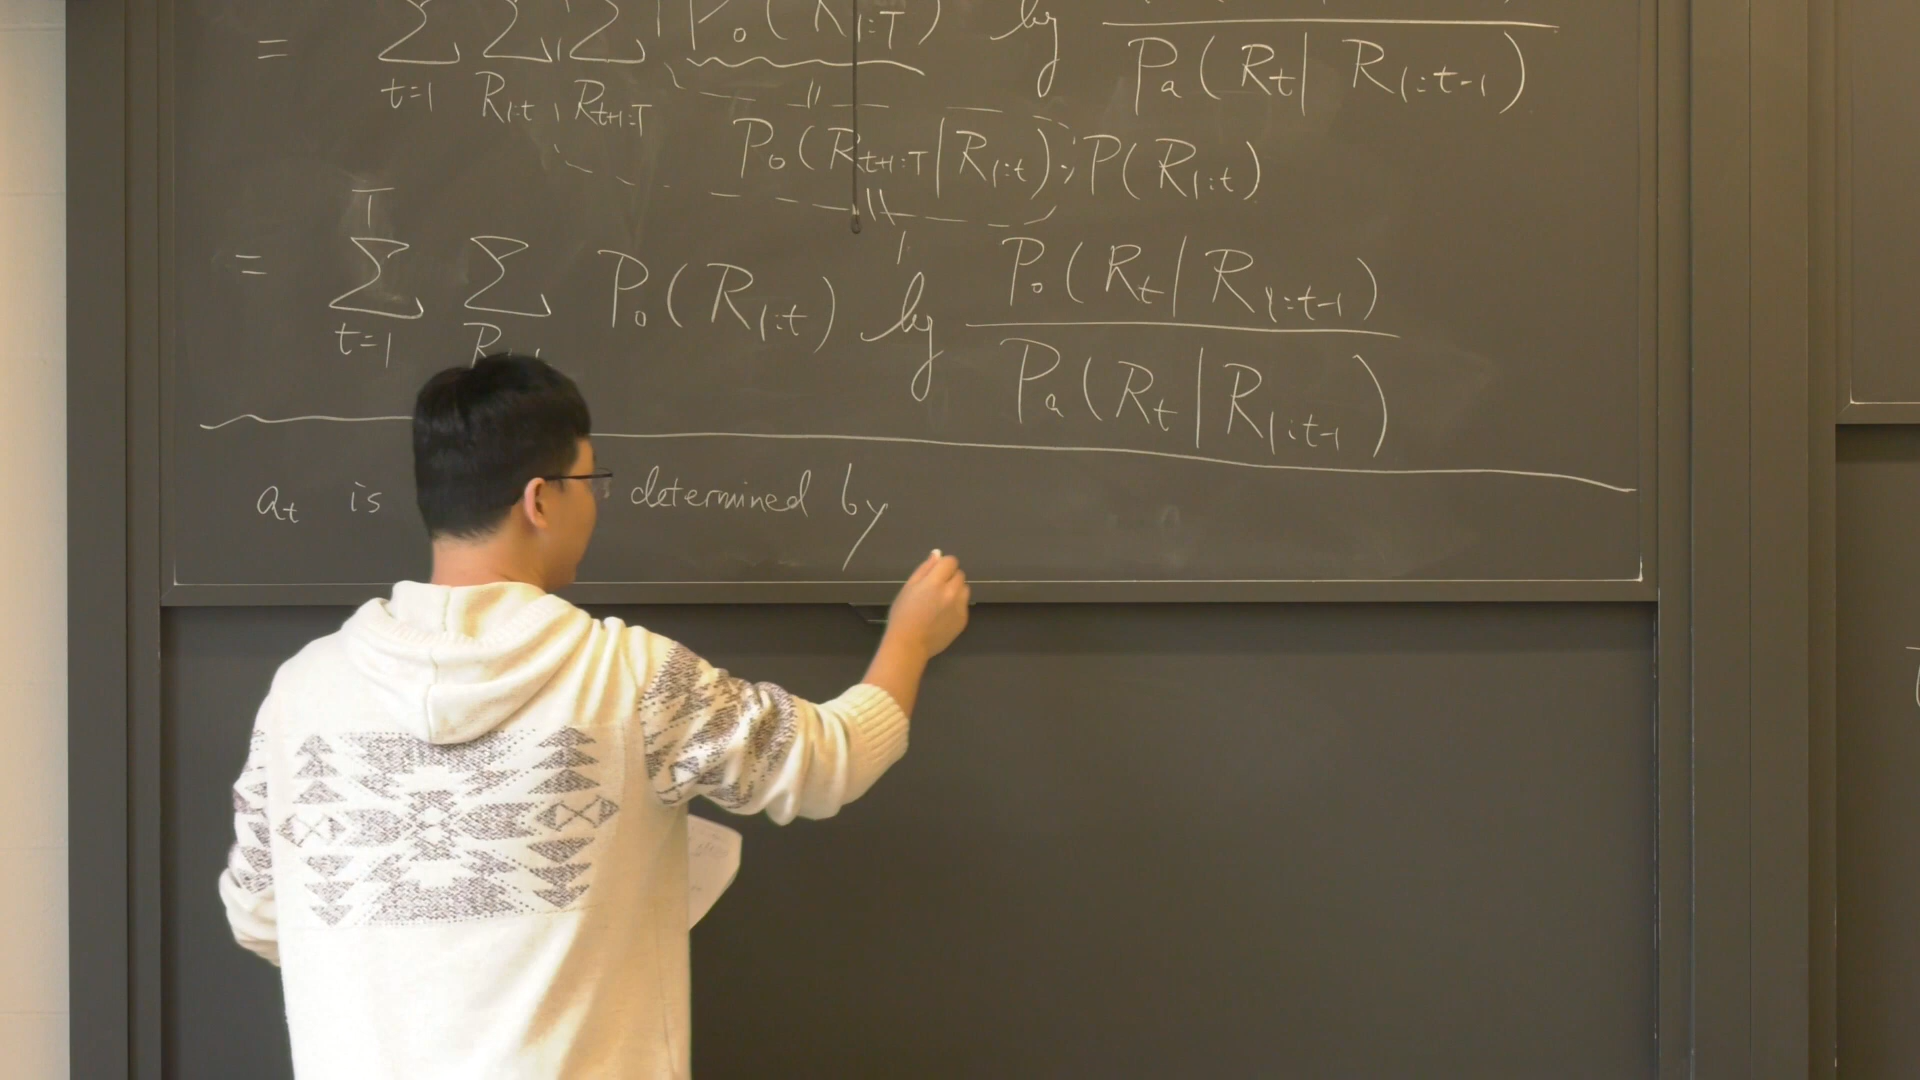 = ∑ ∑ ∑ P₀(R₁:T) log
t=1 R₁:t, Rt+1:T Pₐ(Rt | R₁:t-1)
||
P₀(Rt+1:T | R₁:t) · P(R₁:t)
||
T 1
= ∑ ∑ P₀(R₁:t) log P₀(Rt | R₁:t-1)
t=1 Pₐ(Rt | R₁:t-1)
at is determined by